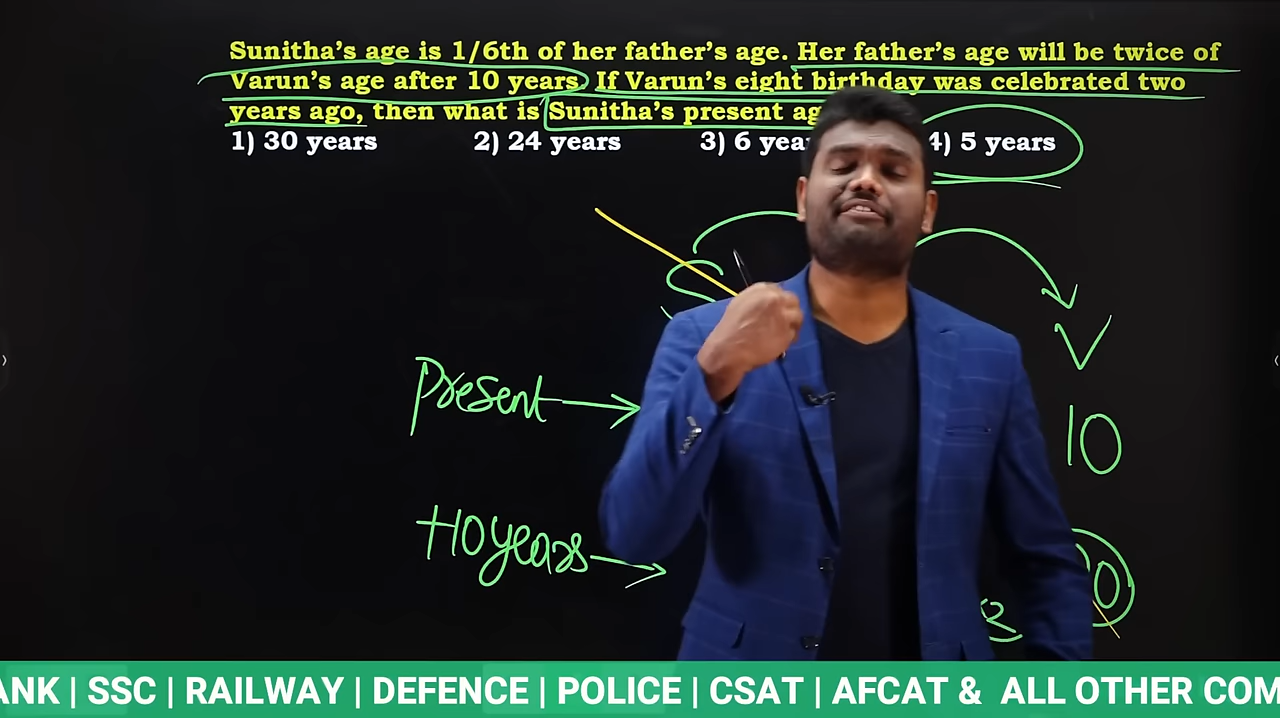 Sunitha's age is 1/6th of her father's age. Her father's age will be twice of
Varun's age after 10 years. If Varun's eight birthday was celebrated two
years ago, then what is Sunitha's present
1) 30 years 2) 24 years 3) 6 4) 5 years
V
Present 10
+10 years
ANK | SSC | RAILWAY | DEFENCE | POLICE | CSAT | AFCAT & ALL OTHER COM